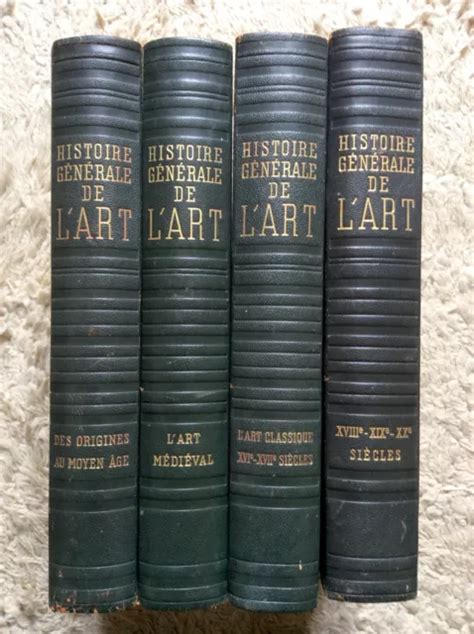 HISTOIRE
GÉNÉRALE
DE
L'ART
DES ORIGINES
AU MOYEN ÂGE
HISTOIRE
GÉNÉRALE
DE
L'ART
L'ART
MÉDIÉVAL
HISTOIRE
GÉNÉRALE
DE
L'ART
L'ART CLASSIQUE
XVIe-XVIIe SIÈCLES
HISTOIRE
GÉNÉRALE
DE
L'ART
XVIIIe-XIXe-XXe
SIÈCLES